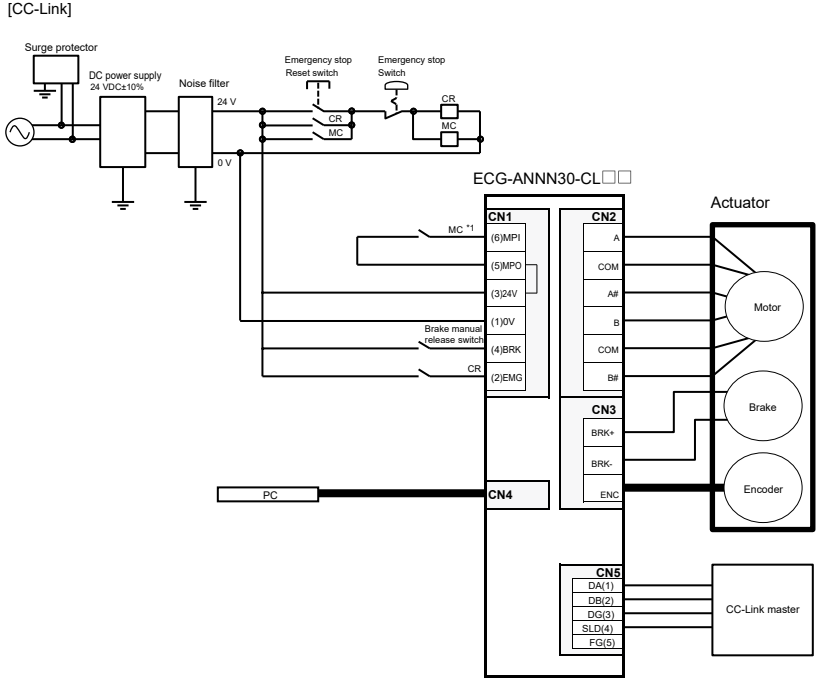 [CC-Link]
Surge protector
DC power supply
24 VDC±10%
Noise filter
24 V
0 V
Emergency stop
Reset switch
Emergency stop
Switch
CR
MC
CR
MC
ECG-ANNN30-CL□□
Actuator
CN1
MC *1
(6)MPI
(5)MPO
(3)24V
(1)0V
Brake manual
release switch
(4)BRK
CR
(2)EMG
CN2
A
COM
A#
B
COM
B#
Motor
CN3
BRK+
BRK-
ENC
Brake
Encoder
PC
CN4
CN5
DA(1)
DB(2)
DG(3)
SLD(4)
FG(5)
CC-Link master